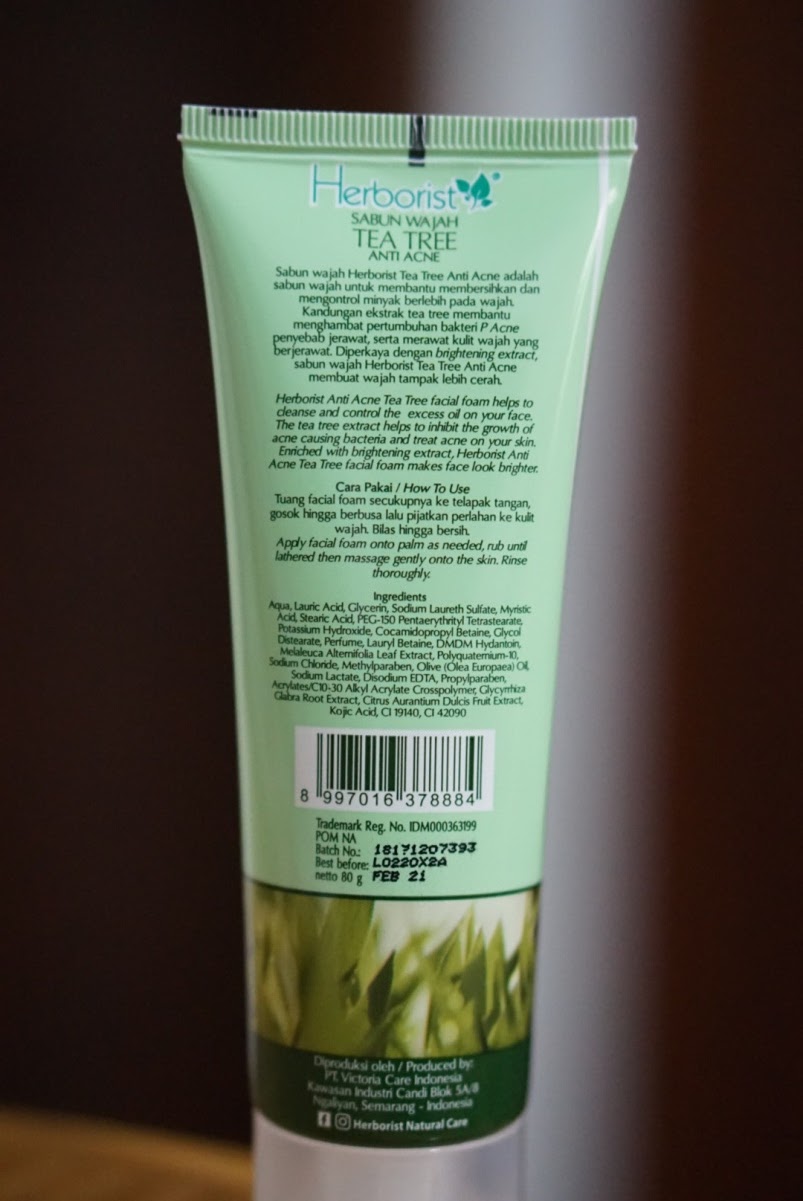 Herborist
SABUN WAJAH
TEA TREE
ANTI ACNE
Sabun wajah Herborist Tea Tree Anti Acne adalah
sabun wajah untuk membantu membersihkan dan
mengontrol minyak berlebih pada wajah.
Kandungan ekstrak tea tree membantu
menghambat pertumbuhan bakteri P Acne
penyebab jerawat, serta merawat kulit wajah yang
berjerawat. Diperkaya dengan brightening extract,
sabun wajah Herborist Tea Tree Anti Acne
membuat wajah tampak lebih cerah.
Herborist Anti Acne Tea Tree facial foam helps to
cleanse and control the excess oil on your face.
The tea tree extract helps to inhibit the growth of
acne causing bacteria and treat acne on your skin.
Enriched with brightening extract, Herborist Anti
Acne Tea Tree facial foam makes face look brighter.
Cara Pakai / How To Use
Tuang facial foam secukupnya ke telapak tangan,
gosok hingga berbusa lalu pijatkan perlahan ke kulit
wajah. Bilas hingga bersih.
Apply facial foam onto palm as needed, rub until
lathered then massage gently onto the skin. Rinse
thoroughly.
Ingredients
Aqua, Lauric Acid, Glycerin, Sodium Laureth Sulfate, Myristic
Acid, Stearic Acid, PEG-150 Pentaerythrityl Tetrastearate,
Potassium Hydroxide, Cocamidopropyl Betaine, Glycol
Distearate, Perfume, Lauryl Betaine, DMDM Hydantoin,
Melaleuca Alternifolia Leaf Extract, Polyquaternium-10,
Sodium Chloride, Methylparaben, Olive (Olea Europaea) Oil,
Sodium Lactate, Disodium EDTA, Propylparaben,
Acrylates/C10-30 Alkyl Acrylate Crosspolymer, Glycyrrhiza
Glabra Root Extract, Citrus Aurantium Dulcis Fruit Extract,
Kojic Acid, CI 19140, CI 42090
8 997016 378884
Trademark Reg. No. IDM000363199
POM NA 18171207393
Batch No.: L0220X2A
Best before: FEB 21
netto 80 g
Diproduksi oleh / Produced by:
PT. Victoria Care Indonesia
Kawasan Industri Candi Blok 5A/8
Ngaliyan, Semarang - Indonesia
Herborist Natural Care